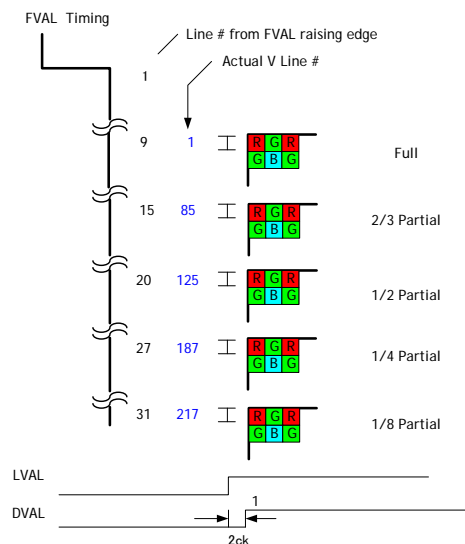 FVAL Timing
Line # from FVAL raising edge
Actual V Line #
1
9 1 R G R Full
G B G
15 85 R G R 2/3 Partial
G B G
20 125 R G R 1/2 Partial
G B G
27 187 R G R 1/4 Partial
G B G
31 217 R G R 1/8 Partial
G B G
LVAL
DVAL 1
2ck